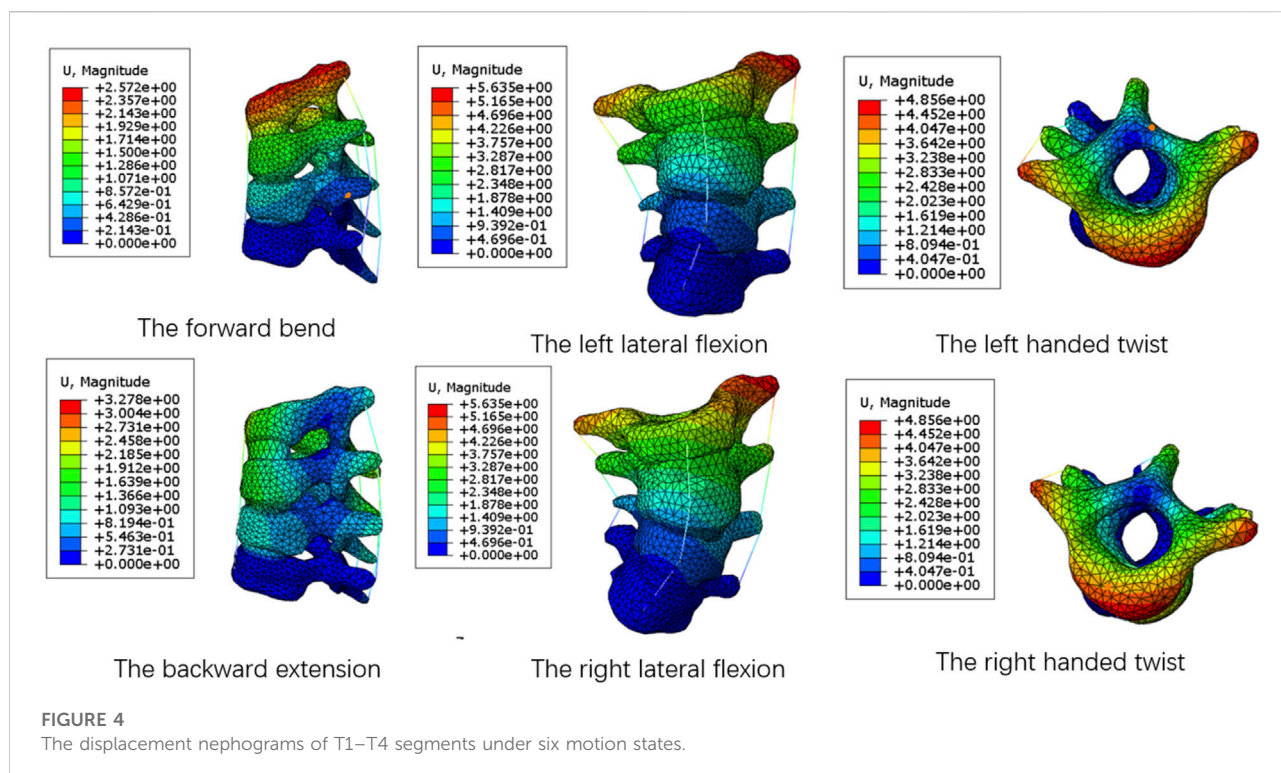 U, Magnitude
+2.572e+00
+2.357e+00
+2.143e+00
+1.929e+00
+1.714e+00
+1.500e+00
+1.286e+00
+1.071e+00
+8.572e-01
+6.429e-01
+4.286e-01
+2.143e-01
+0.000e+00
The forward bend
U, Magnitude
+5.635e+00
+5.165e+00
+4.696e+00
+4.226e+00
+3.757e+00
+3.287e+00
+2.817e+00
+2.348e+00
+1.878e+00
+1.409e+00
+9.392e-01
+4.696e-01
+0.000e+00
The left lateral flexion
U, Magnitude
+4.856e+00
+4.452e+00
+4.047e+00
+3.642e+00
+3.238e+00
+2.833e+00
+2.428e+00
+2.023e+00
+1.619e+00
+1.214e+00
+8.094e-01
+4.047e-01
+0.000e+00
The left handed twist
U, Magnitude
+3.278e+00
+3.004e+00
+2.731e+00
+2.458e+00
+2.185e+00
+1.912e+00
+1.639e+00
+1.366e+00
+1.093e+00
+8.194e-01
+5.463e-01
+2.731e-01
+0.000e+00
The backward extension
U, Magnitude
+5.635e+00
+5.165e+00
+4.696e+00
+4.226e+00
+3.757e+00
+3.287e+00
+2.817e+00
+2.348e+00
+1.878e+00
+1.409e+00
+9.392e-01
+4.696e-01
+0.000e+00
The right lateral flexion
U, Magnitude
+4.856e+00
+4.452e+00
+4.047e+00
+3.642e+00
+3.238e+00
+2.833e+00
+2.428e+00
+2.023e+00
+1.619e+00
+1.214e+00
+8.094e-01
+4.047e-01
+0.000e+00
The right handed twist
FIGURE 4
The displacement nephograms of T1–T4 segments under six motion states.